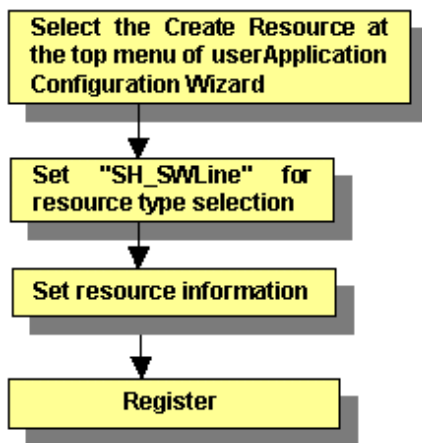 Select the Create Resource at
the top menu of userApplication
Configuration Wizard
Set "SH_SWLine" for
resource type selection
Set resource information
Register